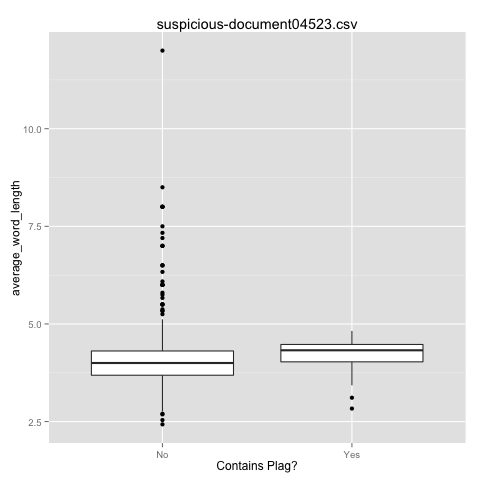 suspicious-document04523.csv
average_word_length
10.0
7.5
5.0
2.5
No Yes
Contains Plag?